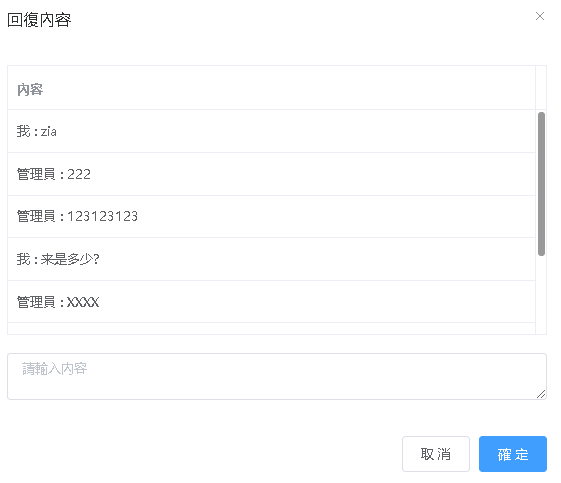 回復內容
內容
我 : zia
管理員 : 222
管理員 : 123123123
我 : 来是多少?
管理員 : XXXX
請輸入內容
取消
確定